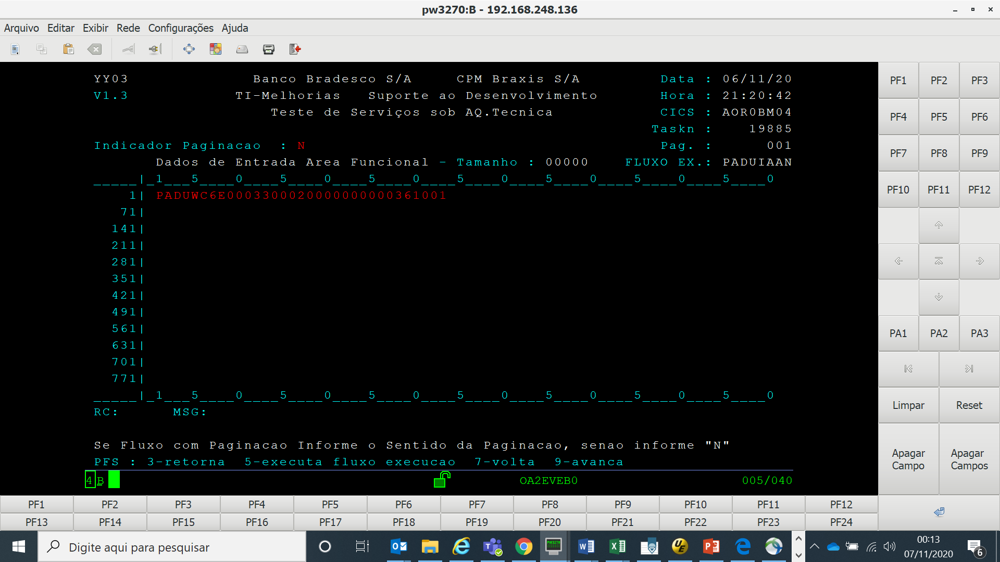 pw3270:B - 192.168.248.136
Arquivo Editar Exibir Rede Configurações Ajuda
YY03 Banco Bradesco S/A CPM Braxis S/A Data : 06/11/20
V1.3 TI-Melhorias Suporte ao Desenvolvimento Hora : 21:20:42
Teste de Serviços sob AQ.Tecnica CICS : AOR0BM04
Taskn : 19885
Indicador Paginacao : N Pag. : 001
Dados de Entrada Area Funcional - Tamanho : 00000 FLUXO EX.: PADUIAAN
_____|_1___5____0____5____0____5____0____5____0____5____0____5____0____5____0
1| PADUWC6E000330002000000000361001
71|
141|
211|
281|
351|
421|
491|
561|
631|
701|
771|
_____|_1___5____0____5____0____5____0____5____0____5____0____5____0____5____0
RC: MSG:
Se Fluxo com Paginacao Informe o Sentido da Paginacao, senao informe "N"
PFS : 3-retorna 5-executa fluxo execucao 7-volta 9-avanca
4 B OA2EVEB0 005/040
PF1 PF2 PF3
PF4 PF5 PF6
PF7 PF8 PF9
PF10 PF11 PF12
PA1 PA2 PA3
Limpar Reset
Apagar Campo Apagar Campos
PF1 PF2 PF3 PF4 PF5 PF6 PF7 PF8 PF9 PF10 PF11 PF12
PF13 PF14 PF15 PF16 PF17 PF18 PF19 PF20 PF21 PF22 PF23 PF24
Digite aqui para pesquisar
00:13
07/11/2020
6